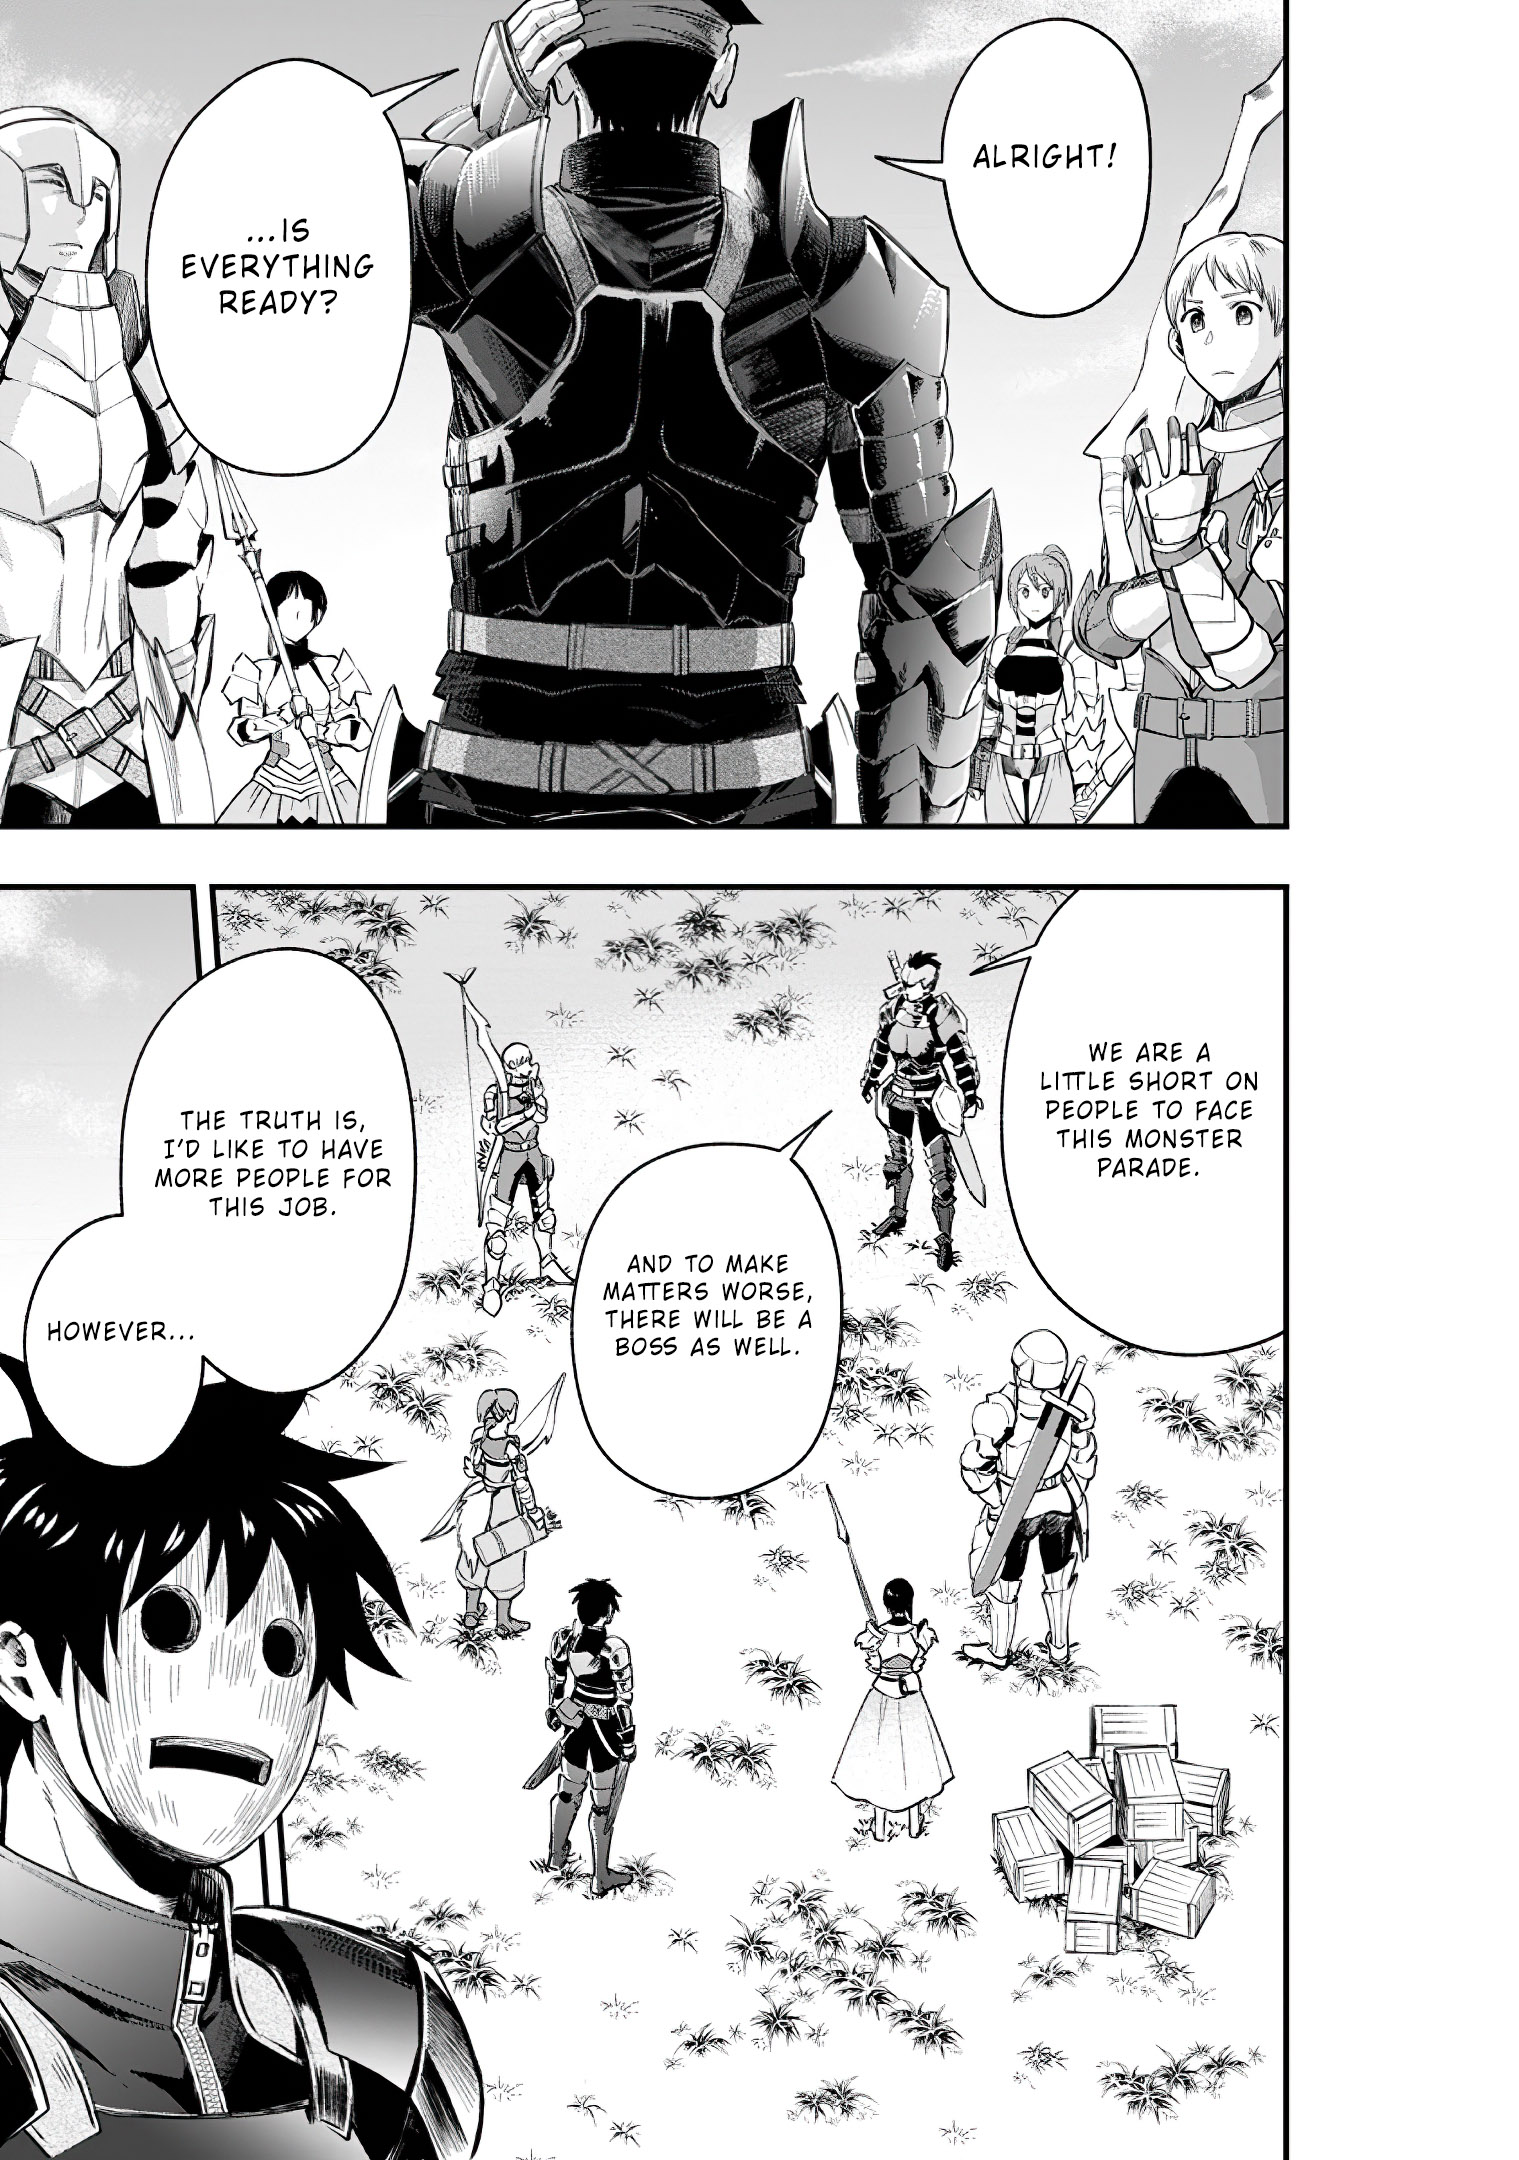 ALRIGHT!
...IS
EVERYTHING
READY?
WE ARE A
LITTLE SHORT ON
PEOPLE TO FACE
THIS MONSTER
PARADE.
AND TO MAKE
MATTERS WORSE,
THERE WILL BE A
BOSS AS WELL.
THE TRUTH IS,
I'D LIKE TO HAVE
MORE PEOPLE FOR
THIS JOB.
HOWEVER...